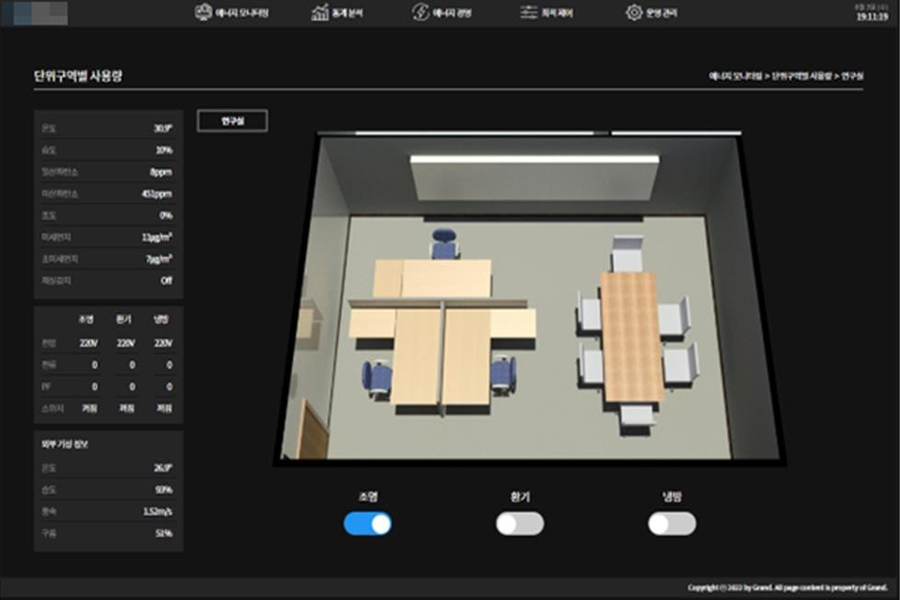 에너지 모니터링 통계 분석 에너지 경영 최적 제어 운영 관리
19:11:19
단위구역별 사용량
에너지 모니터링 > 단위구역별 사용량 > 연구실
연구실
온도 30.9°
습도 10%
일산화탄소 8ppm
이산화탄소 451ppm
조도 0%
미세먼지 11㎍/m³
초미세먼지 7㎍/m³
재실감지 Off
조명 환기 냉방
전압 220V 220V 220V
전류 0 0 0
PF 0 0 0
스위치 꺼짐 꺼짐 꺼짐
외부 기상 정보
온도 26.9°
습도 93%
풍속 1.52m/s
구름 51%
조명 환기 냉방
Copyright ⓒ 2022 by Grand. All page content is property of Grand.